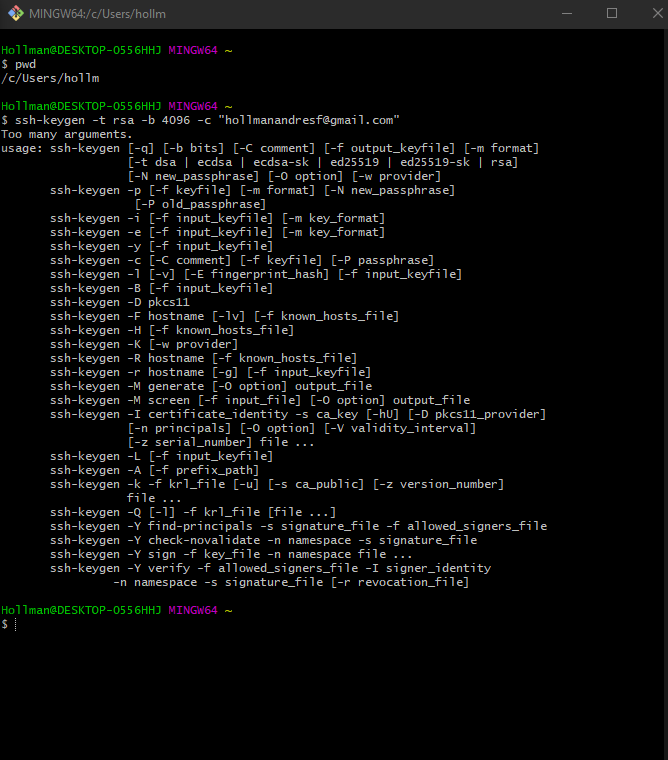 MINGW64:/c/Users/hollm
Hollman@DESKTOP-O556HHJ MINGW64 ~
$ pwd
/c/Users/hollm
Hollman@DESKTOP-O556HHJ MINGW64 ~
$ ssh-keygen -t rsa -b 4096 -c "hollmanandresf@gmail.com"
Too many arguments.
usage: ssh-keygen [-q] [-b bits] [-C comment] [-f output_keyfile] [-m format]
[-t dsa | ecdsa | ecdsa-sk | ed25519 | ed25519-sk | rsa]
[-N new_passphrase] [-O option] [-w provider]
ssh-keygen -p [-f keyfile] [-m format] [-N new_passphrase]
[-P old_passphrase]
ssh-keygen -i [-f input_keyfile] [-m key_format]
ssh-keygen -e [-f input_keyfile] [-m key_format]
ssh-keygen -y [-f input_keyfile]
ssh-keygen -c [-C comment] [-f keyfile] [-P passphrase]
ssh-keygen -l [-v] [-E fingerprint_hash] [-f input_keyfile]
ssh-keygen -B [-f input_keyfile]
ssh-keygen -D pkcs11
ssh-keygen -F hostname [-lv] [-f known_hosts_file]
ssh-keygen -H [-f known_hosts_file]
ssh-keygen -K [-w provider]
ssh-keygen -R hostname [-f known_hosts_file]
ssh-keygen -r hostname [-g] [-f input_keyfile]
ssh-keygen -M generate [-O option] output_file
ssh-keygen -M screen [-f input_file] [-O option] output_file
ssh-keygen -I certificate_identity -s ca_key [-hU] [-D pkcs11_provider]
[-n principals] [-O option] [-V validity_interval]
[-z serial_number] file ...
ssh-keygen -L [-f input_keyfile]
ssh-keygen -A [-f prefix_path]
ssh-keygen -k -f krl_file [-u] [-s ca_public] [-z version_number]
file ...
ssh-keygen -Q [-l] -f krl_file [file ...]
ssh-keygen -Y find-principals -s signature_file -f allowed_signers_file
ssh-keygen -Y check-novalidate -n namespace -s signature_file
ssh-keygen -Y sign -f key_file -n namespace file ...
ssh-keygen -Y verify -f allowed_signers_file -I signer_identity
-n namespace -s signature_file [-r revocation_file]
Hollman@DESKTOP-O556HHJ MINGW64 ~
$